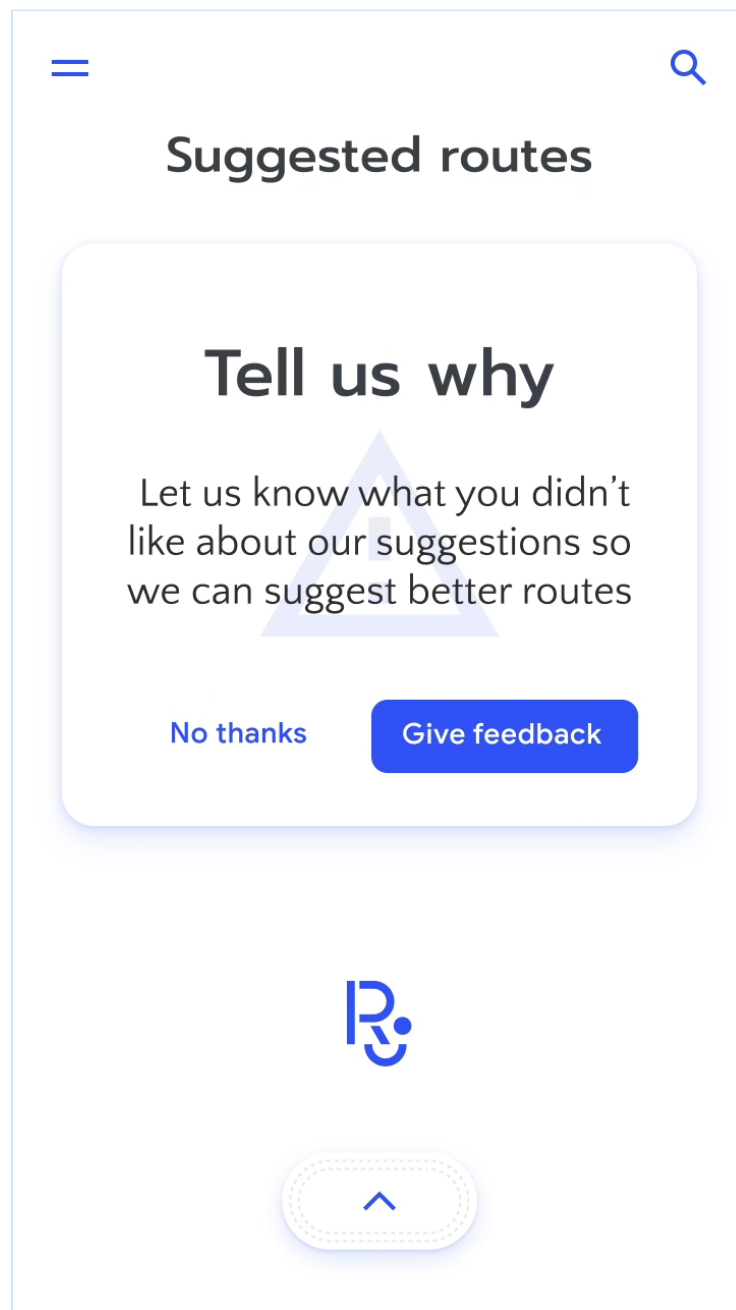 Suggested routes
Tell us why
Let us know what you didn’t
like about our suggestions so
we can suggest better routes
No thanks
Give feedback